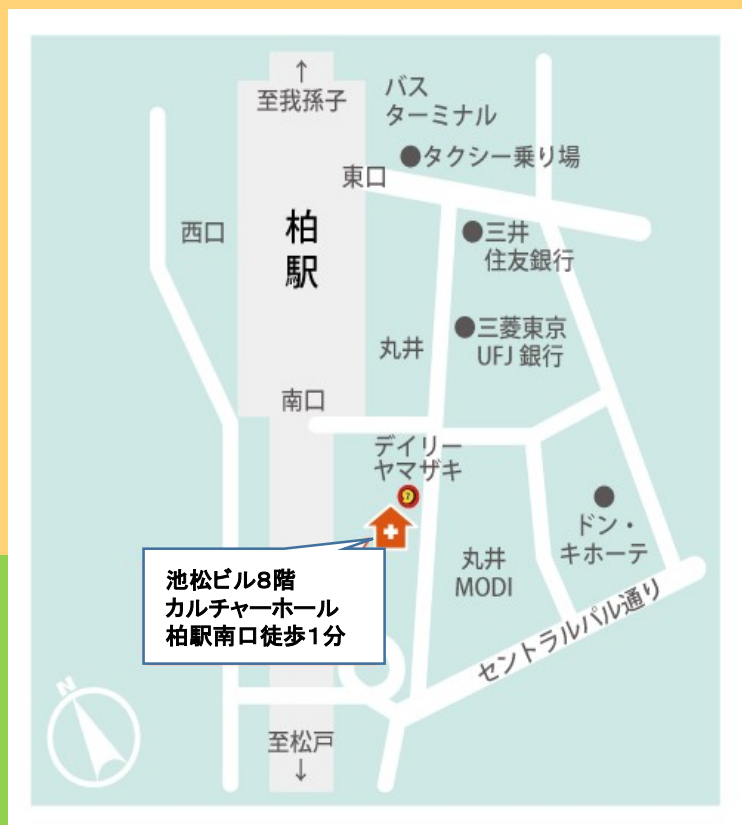 ↑
至我孫子
バス
ターミナル
●タクシー乗り場
東口
西口
柏
駅
●三井
住友銀行
●三菱東京
UFJ 銀行
丸井
南口
デイリー
ヤマザキ
ドン・
キホーテ
丸井
MODI
池松ビル8階
カルチャーホール
柏駅南口徒歩1分
セントラルパル通り
N
至松戸
↓